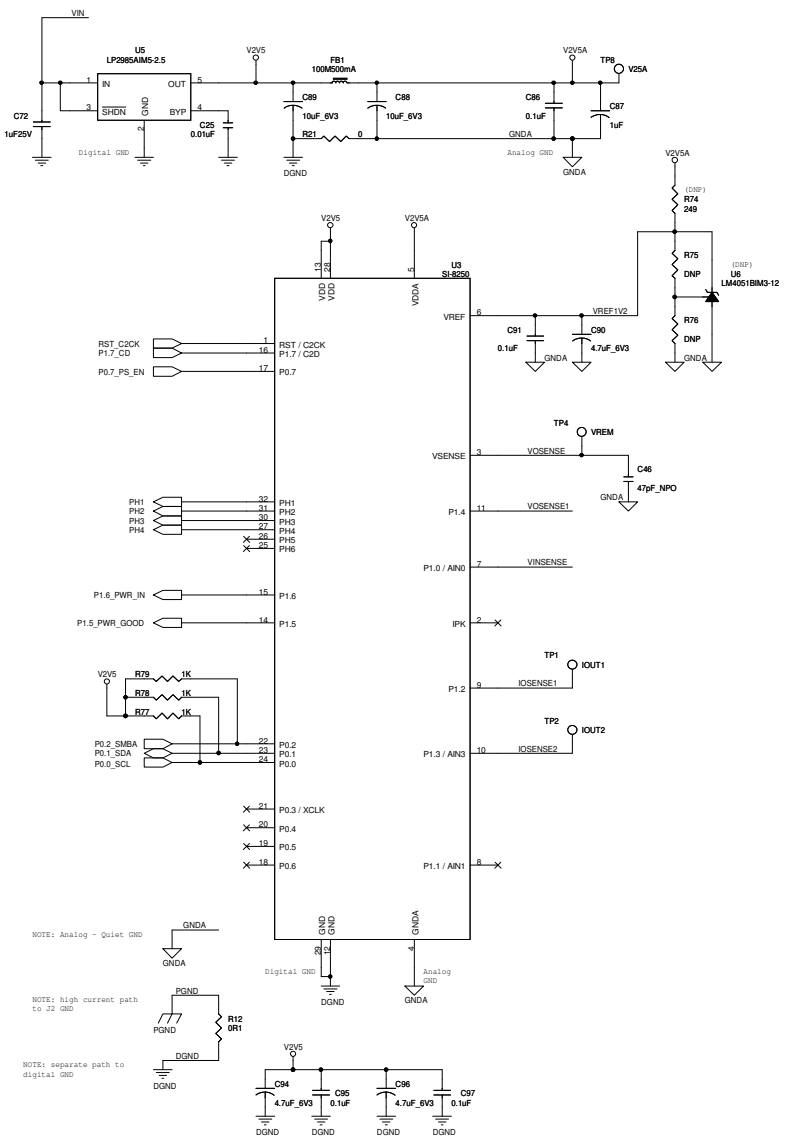 VIN
U5
LP2985AIM5-2.5
1 IN OUT 5
3 SHDN GND BYP 4
2
C72
1uF25V
C25
0.01uF
Digital GND
V2V5
FB1
100M500mA
V2V5A
TP8
V25A
C89
10uF_6V3
C88
10uF_6V3
C86
0.1uF
C87
1uF
R21 0
GNDA
DGND
Analog GND
GNDA
V2V5A
(DNP)
R74
249
R75
DNP
(DNP)
U6
LM4051BIM3-12
R76
DNP
GNDA
V2V5
V2V5A
13 28 5
U3
SI-8250
VDD VDD VDDA
VREF 6 VREF1V2
C91
0.1uF
GNDA
C90
4.7uF_6V3
RST_C2CK 1 RST / C2CK
P1.7_CD 16 P1.7 / C2D
P0.7_PS_EN 17 P0.7
TP4
VREM
VSENSE 3 VOSENSE
C46
47pF_NPO
GNDA
PH1 32 PH1
PH2 31 PH2
PH3 30 PH3
PH4 27 PH4
26 PH5
25 PH6
P1.4 11 VOSENSE1
P1.0 / AIN0 7 VINSENSE
P1.6_PWR_IN 15 P1.6
P1.5_PWR_GOOD 14 P1.5
IPK 2
V2V5
R79 1K
R78 1K
R77 1K
TP1
IOUT1
P1.2 9 IOSENSE1
TP2
IOUT2
P1.3 / AIN3 10 IOSENSE2
P0.2_SMBA 22 P0.2
P0.1_SDA 23 P0.1
P0.0_SCL 24 P0.0
21 P0.3 / XCLK
20 P0.4
19 P0.5
18 P0.6
P1.1 / AIN1 8
GND GND GNDA
29 12 4
Digital GND
DGND
Analog
GND
GNDA
NOTE: Analog - Quiet GND
GNDA
GNDA
NOTE: high current path
to J2 GND
PGND
PGND
R12
0R1
NOTE: separate path to
digital GND
DGND
DGND
V2V5
C94
4.7uF_6V3
C95
0.1uF
C96
4.7uF_6V3
C97
0.1uF
DGND DGND DGND DGND